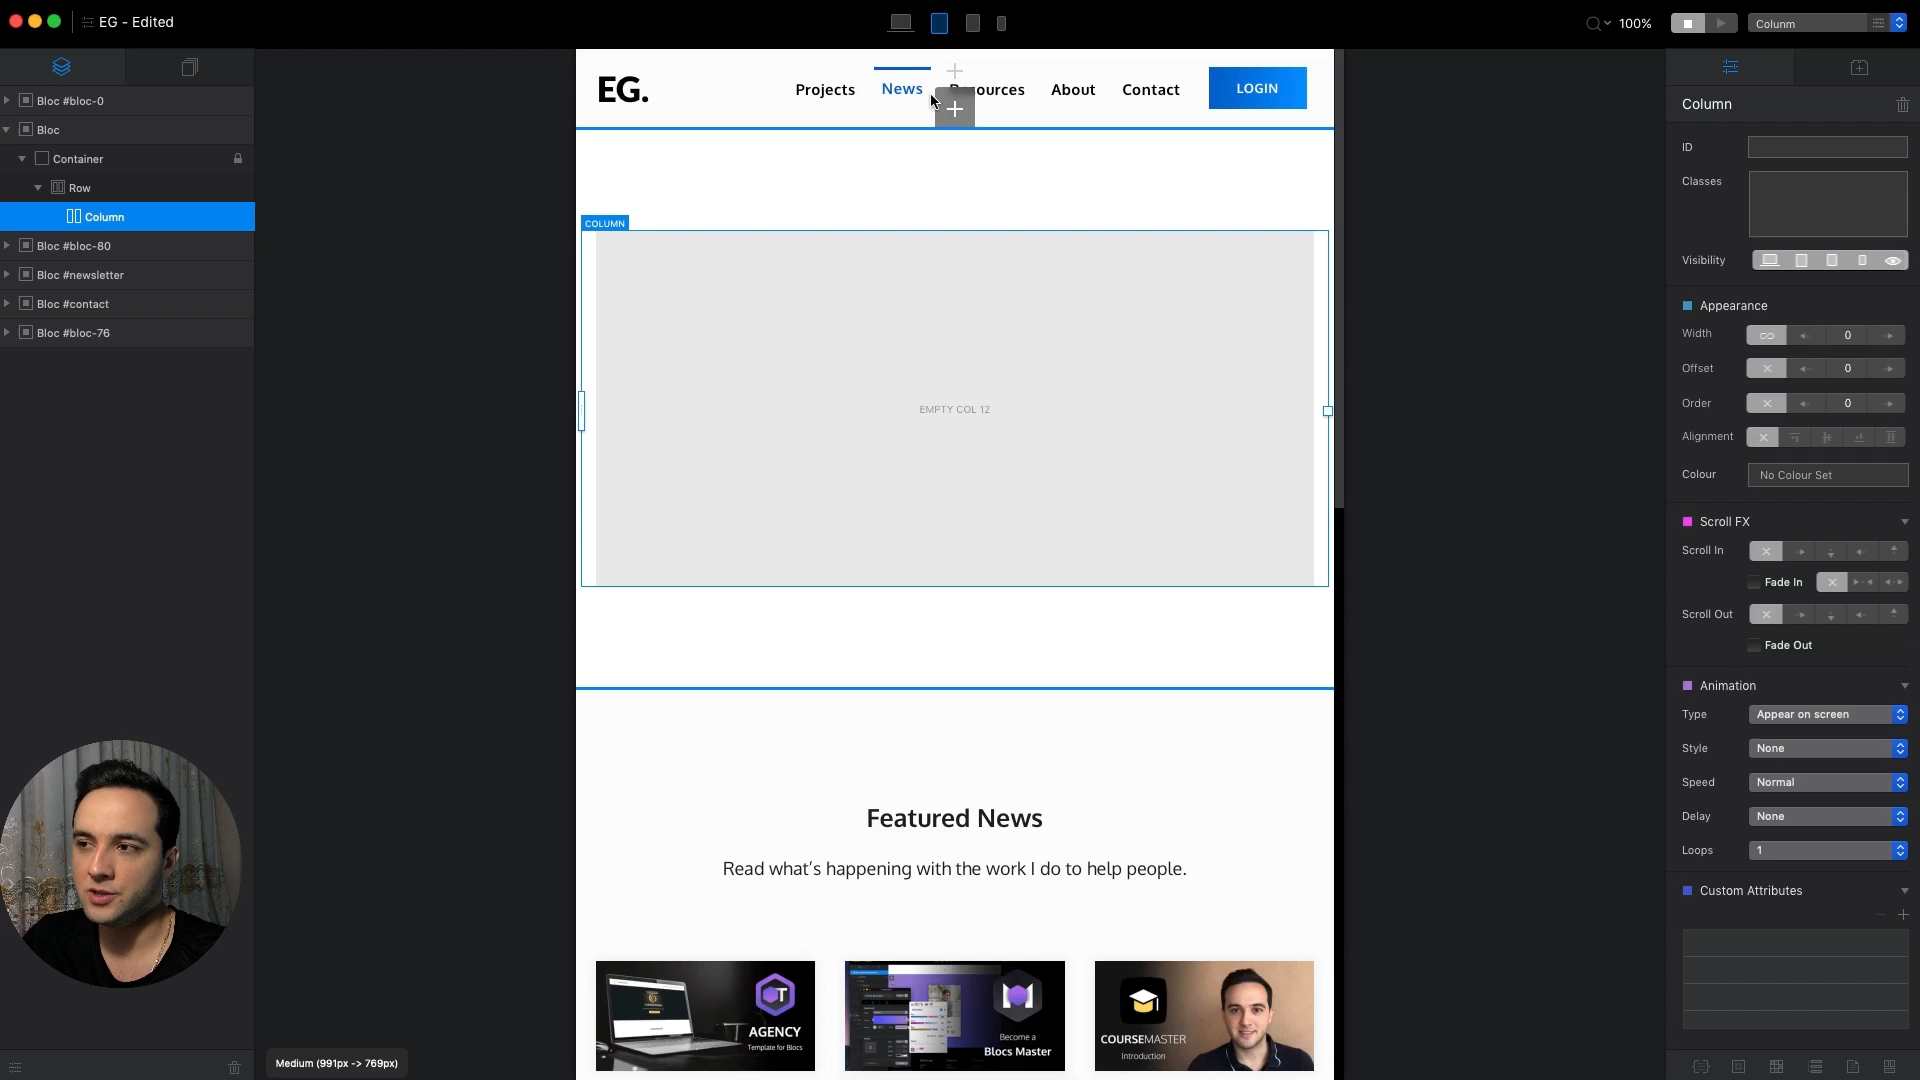 EG - Edited
100%
Column
Bloc #bloc-0
Bloc
Container
Row
Column
Bloc #bloc-80
Bloc #newsletter
Bloc #contact
Bloc #bloc-76
Medium (991px -> 769px)
EG.
Projects
News
About
Contact
LOGIN
COLUMN
EMPTY COL 12
Featured News
Read what's happening with the work I do to help people.
AGENCY
Template for Blocs
Become a
Blocs Master
COURSEMASTER
Introduction
Column
ID
Classes
Visibility
Appearance
Width
0
Offset
0
Order
0
Alignment
Colour
No Colour Set
Scroll FX
Scroll In
Fade In
Scroll Out
Fade Out
Animation
Type
Appear on screen
Style
None
Speed
Normal
Delay
None
Loops
1
Custom Attributes